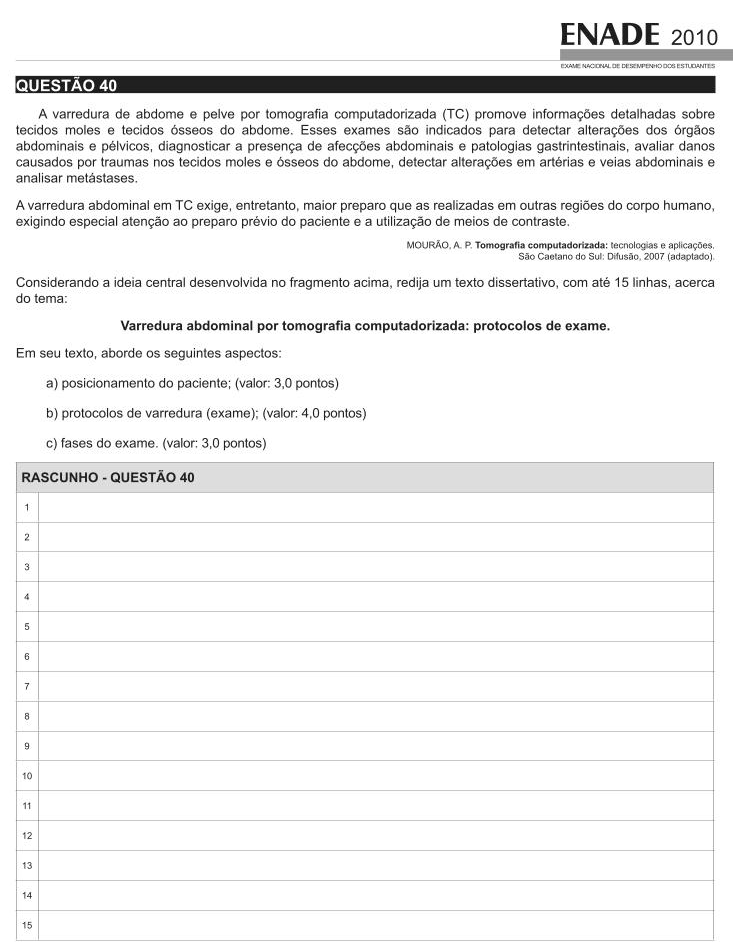 ENADE 2010
EXAME NACIONAL DE DESEMPENHO DOS ESTUDANTES
QUESTÃO 40
A varredura de abdome e pelve por tomografia computadorizada (TC) promove informações detalhadas sobre
tecidos moles e tecidos ósseos do abdome. Esses exames são indicados para detectar alterações dos órgãos
abdominais e pélvicos, diagnosticar a presença de afecções abdominais e patologias gastrintestinais, avaliar danos
causados por traumas nos tecidos moles e ósseos do abdome, detectar alterações em artérias e veias abdominais e
analisar metástases.
A varredura abdominal em TC exige, entretanto, maior preparo que as realizadas em outras regiões do corpo humano,
exigindo especial atenção ao preparo prévio do paciente e a utilização de meios de contraste.
MOURÃO, A. P. Tomografia computadorizada: tecnologias e aplicações.
São Caetano do Sul: Difusão, 2007 (adaptado).
Considerando a ideia central desenvolvida no fragmento acima, redija um texto dissertativo, com até 15 linhas, acerca
do tema:
Varredura abdominal por tomografia computadorizada: protocolos de exame.
Em seu texto, aborde os seguintes aspectos:
a) posicionamento do paciente; (valor: 3,0 pontos)
b) protocolos de varredura (exame); (valor: 4,0 pontos)
c) fases do exame. (valor: 3,0 pontos)
RASCUNHO - QUESTÃO 40
1
2
3
4
5
6
7
8
9
10
11
12
13
14
15